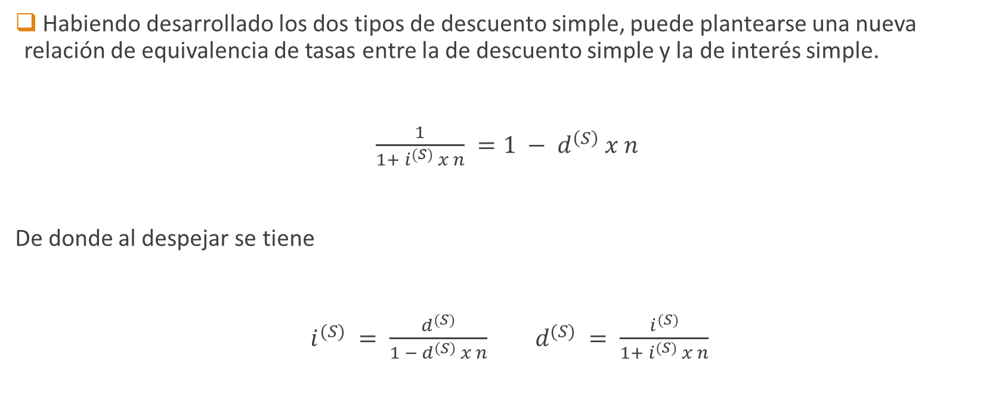 ❑ Habiendo desarrollado los dos tipos de descuento simple, puede plantearse una nueva
relación de equivalencia de tasas entre la de descuento simple y la de interés simple.
\frac{1}{1+ i^{(S)} x n} = 1 − d^{(S)} x n
De donde al despejar se tiene
i^{(S)} = \frac{d^{(S)}}{1 − d^{(S)} x n} d^{(S)} = \frac{i^{(S)}}{1+ i^{(S)} x n}